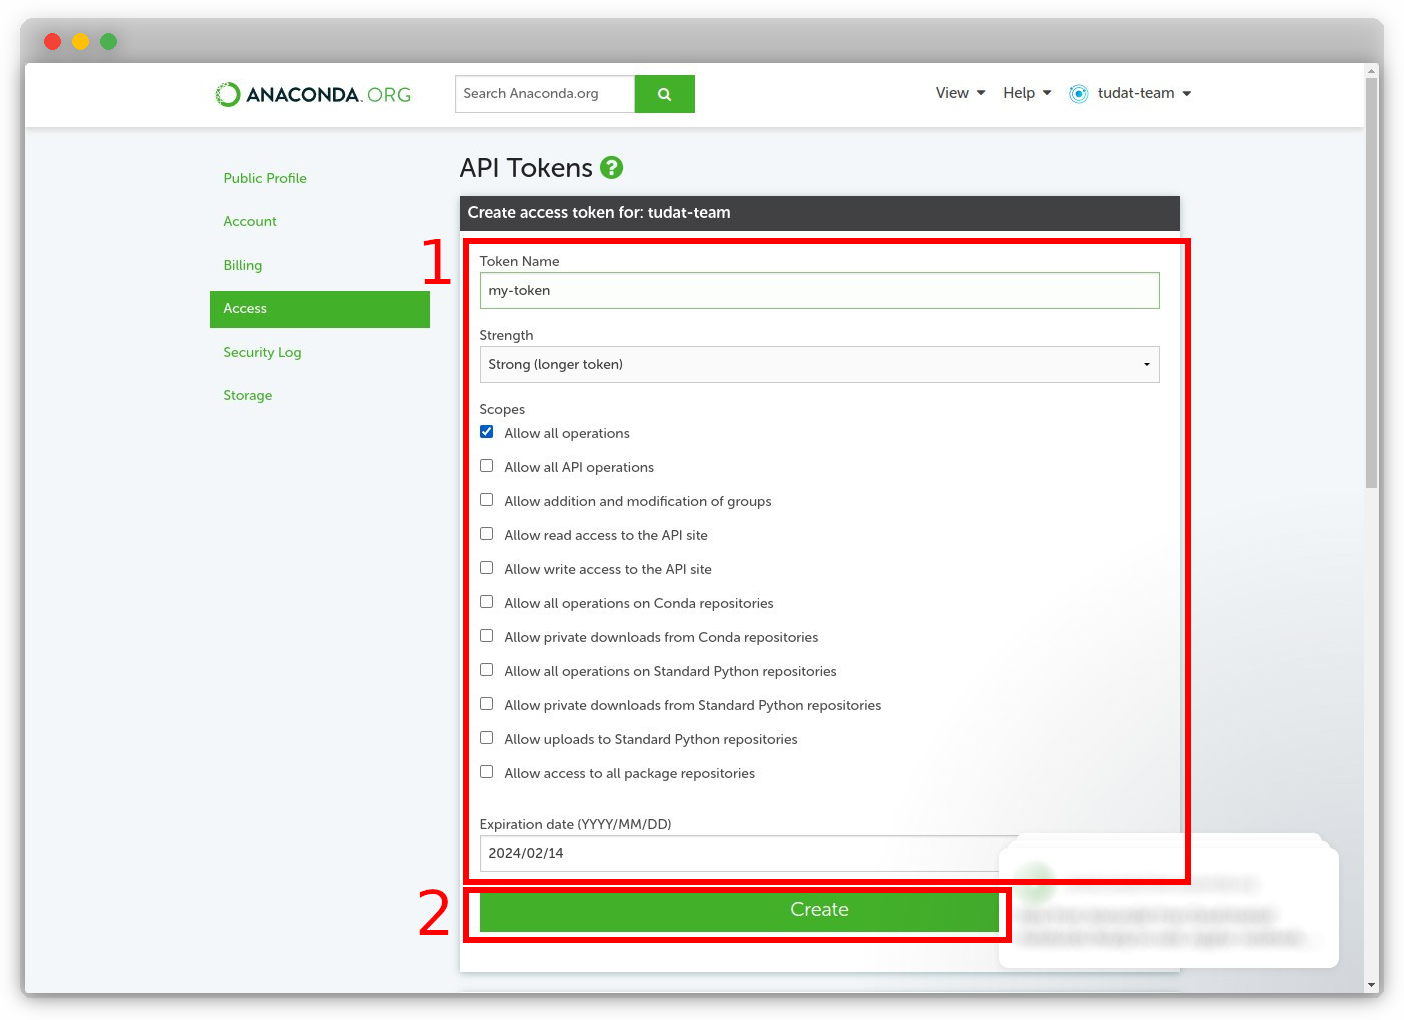 ANACONDA.ORG
Search Anaconda.org
View
Help
tudat-team
Public Profile
Account
Billing
Access
Security Log
Storage
API Tokens ?
Create access token for: tudat-team
1
Token Name
my-token
Strength
Strong (longer token)
Scopes
Allow all operations
Allow all API operations
Allow addition and modification of groups
Allow read access to the API site
Allow write access to the API site
Allow all operations on Conda repositories
Allow private downloads from Conda repositories
Allow all operations on Standard Python repositories
Allow private downloads from Standard Python repositories
Allow uploads to Standard Python repositories
Allow access to all package repositories
Expiration date (YYYY/MM/DD)
2024/02/14
2
Create